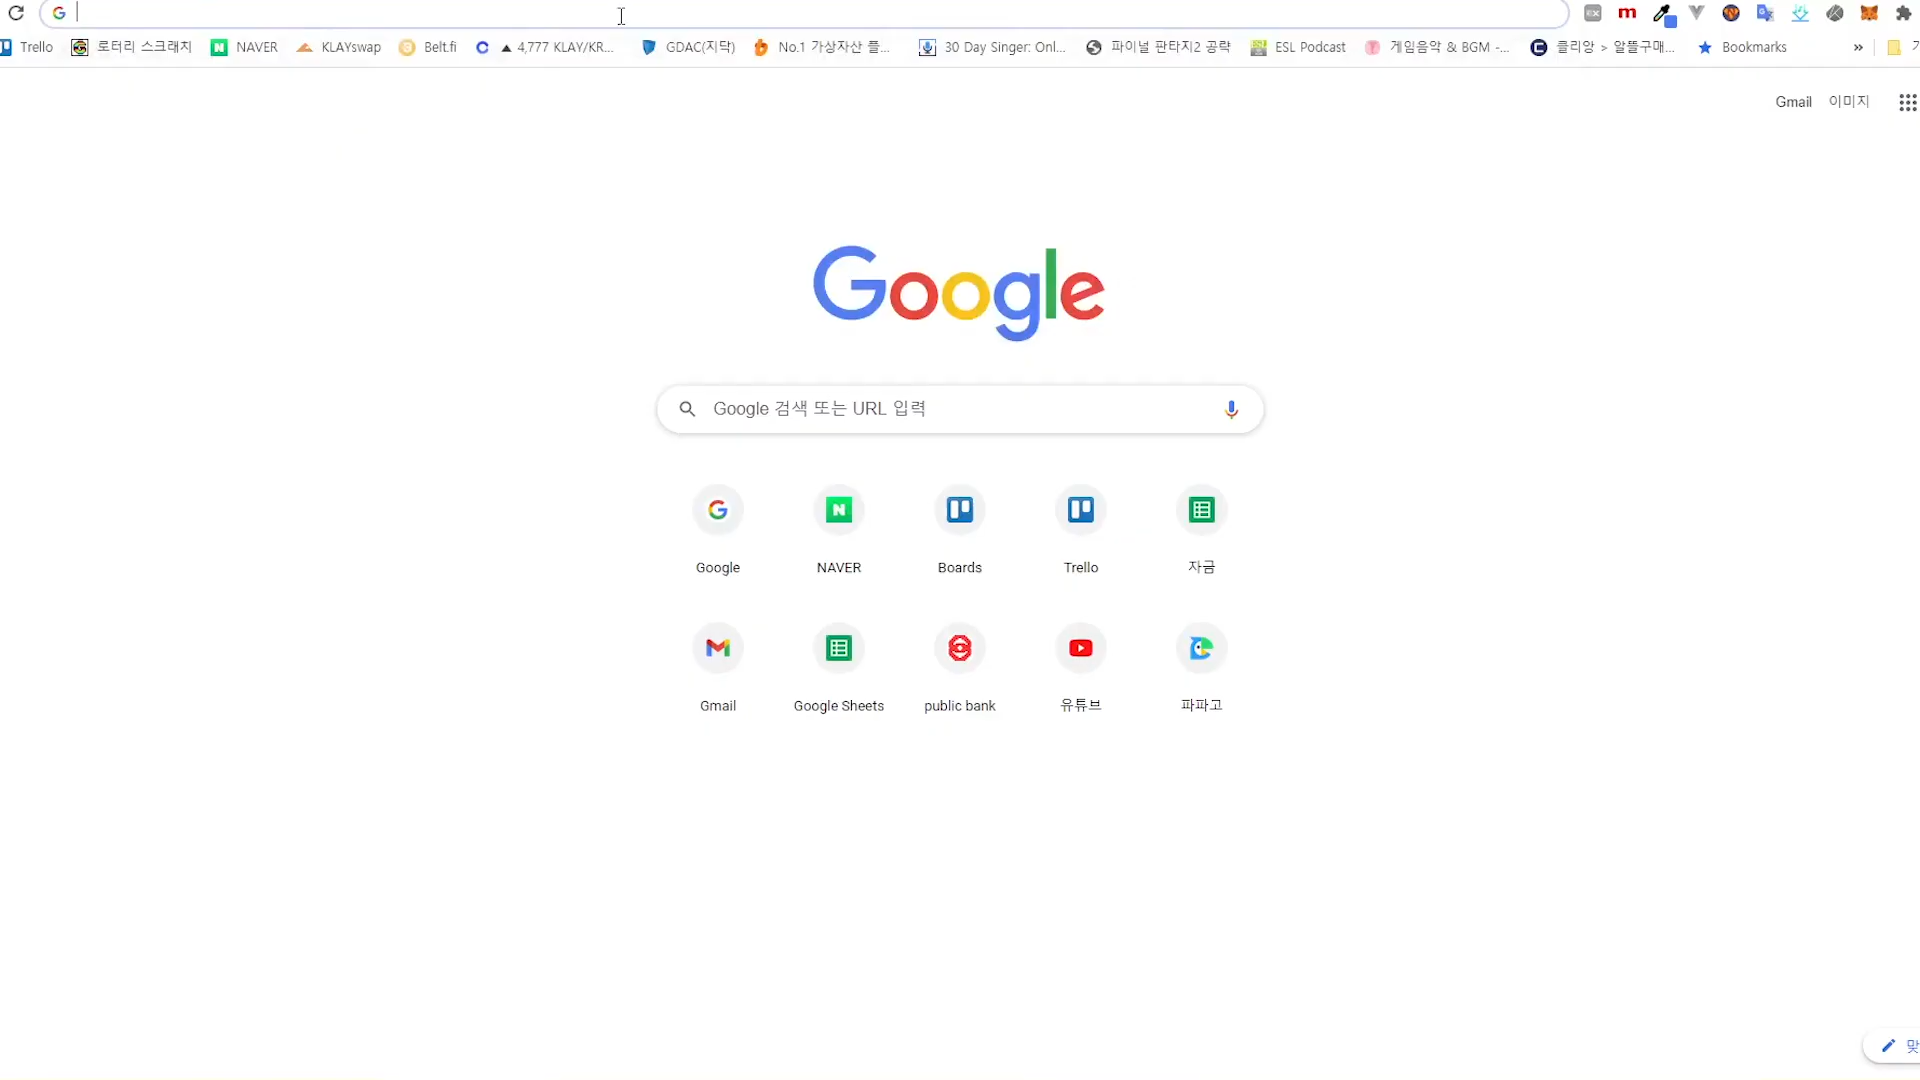 Trello 로터리 스크래치 NAVER KLAYswap Belt.fi ▲ 4,777 KLAY/KR... GDAC(지닥) No.1 가상자산 플... 30 Day Singer: Onl... 파이널 판타지2 공략 ESL Podcast 게임음악 & BGM -... 클리앙 > 알뜰구매... Bookmarks »
Gmail 이미지
Google
Google 검색 또는 URL 입력
Google NAVER Boards Trello 자금
Gmail Google Sheets public bank 유튜브 파파고
맞